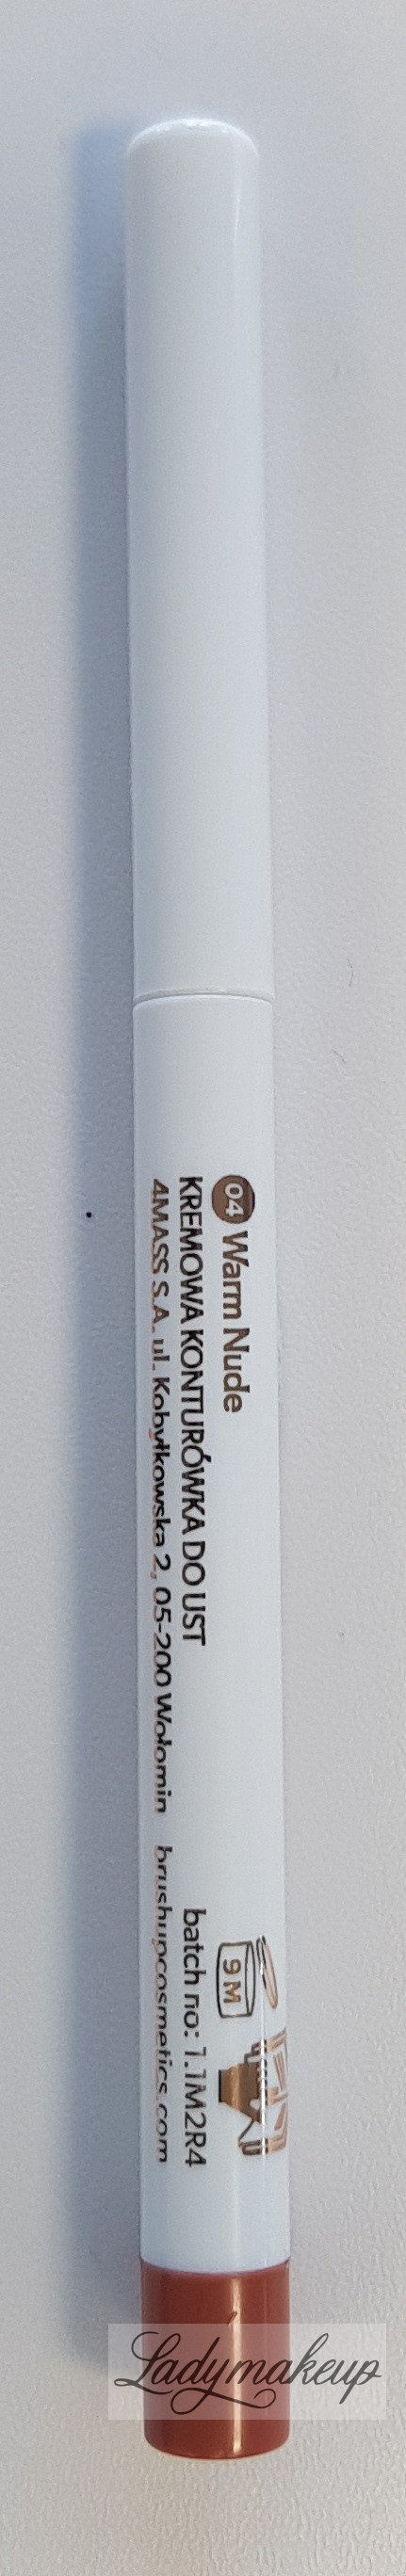 04 Warm Nude
KREMOWA KONTURÓWKA DO UST
4MASS S.A. ul. Kobyłkowska 2, 05-200 Wołomin
9M
batch no: 1.1M2R4
brushupcosmetics.com
Ladymakeup